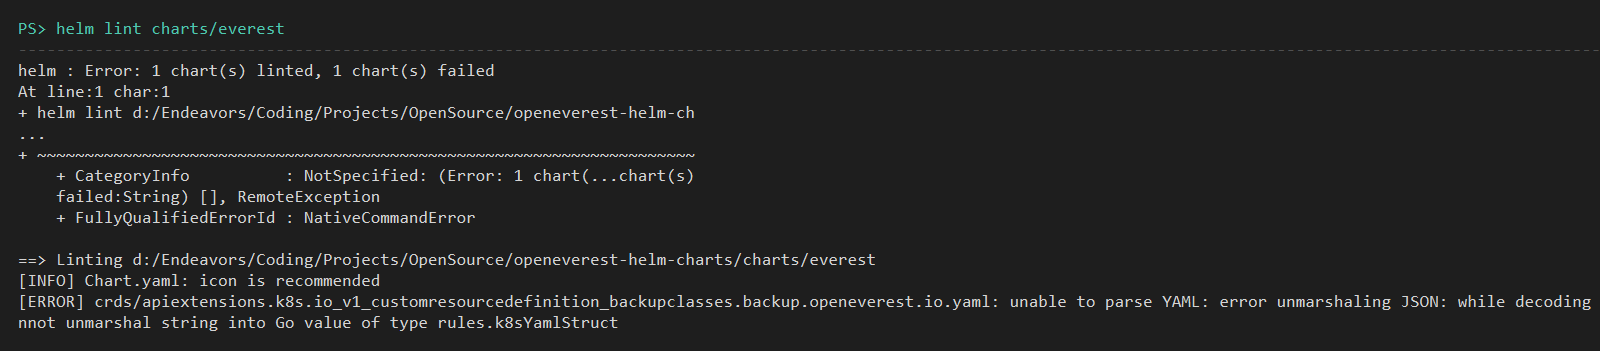 PS> helm lint charts/everest
helm : Error: 1 chart(s) linted, 1 chart(s) failed
At line:1 char:1
+ helm lint d:/Endeavors/Coding/Projects/OpenSource/openeverest-helm-ch
...
+ ~~~~~~~~~~~~~~~~~~~~~~~~~~~~~~~~~~~~~~~~~~~~~~~~~~~~~~~~~~~~~~~~~~~~~
    + CategoryInfo          : NotSpecified: (Error: 1 chart(...chart(s)
    failed:String) [], RemoteException
    + FullyQualifiedErrorId : NativeCommandError
==> Linting d:/Endeavors/Coding/Projects/OpenSource/openeverest-helm-charts/charts/everest
[INFO] Chart.yaml: icon is recommended
[ERROR] crds/apiextensions.k8s.io_v1_customresourcedefinition_backupclasses.backup.openeverest.io.yaml: unable to parse YAML: error unmarshaling JSON: while decoding
nnot unmarshal string into Go value of type rules.k8sYamlStruct